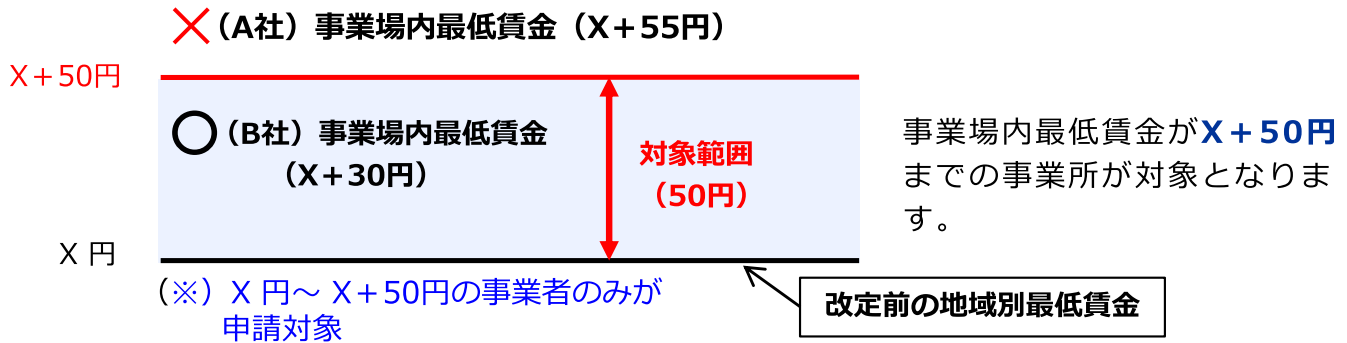 （A社）事業場内最低賃金（X＋55円）
X＋50円
（B社）事業場内最低賃金
（X＋30円）
対象範囲
（50円）
事業場内最低賃金がX＋50円
までの事業所が対象となりま
す。
X 円
（※）X 円～ X＋50円の事業者のみが
申請対象
改定前の地域別最低賃金